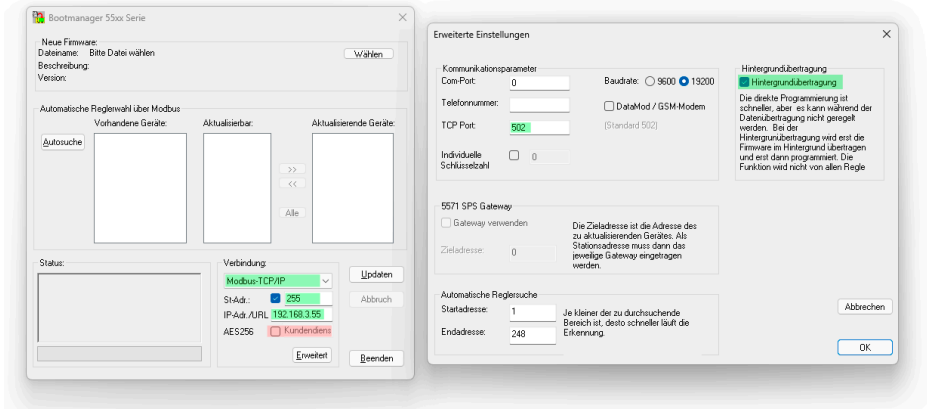 Bootmanager 55xx Serie
Neue Firmware:
Dateiname: Bitte Datei wählen
Wählen
Beschreibung:
Version:
Automatische Reglerwahl über Modbus
Vorhandene Geräte:
Aktualisierbar:
Aktualisierende Geräte:
Autosuche
>>
<<
Alle
Status:
Verbindung:
Modbus-TCP/IP
St-Adr.: 255
IP-Adr./URL 192.168.3.55
AES256 Kundendiens
Erweitert
Updaten
Abbruch
Beenden
Erweiterte Einstellungen
Kommunikationsparameter
Com-Port: 0
Baudrate: 9600 19200
Telefonnummer:
DataMod / GSM-Modem
TCP Port: 502
(Standard 502)
Individuelle
Schlüsselzahl
0
Hintergrundübertragung
Hintergrundübertragung
Die direkte Programmierung ist
schneller, aber es kann während der
Datenübertragung nicht geregelt
werden. Bei der
Hintergrunübertragung wird erst die
Firmware im Hintergrund übertragen
und erst dann programmiert. Die
Funktion wird nicht von allen Regle
5571 SPS Gateway
Gateway verwenden
Zieladresse: 0
Die Zieladresse ist die Adresse des
zu aktualisierenden Gerätes. Als
Stationsadresse muss dann das
jeweilige Gateway eingetragen
werden.
Automatische Reglersuche
Startadresse: 1
Endadresse: 248
Je kleiner der zu durchsuchende
Bereich ist, desto schneller läuft die
Erkennung.
Abbrechen
OK